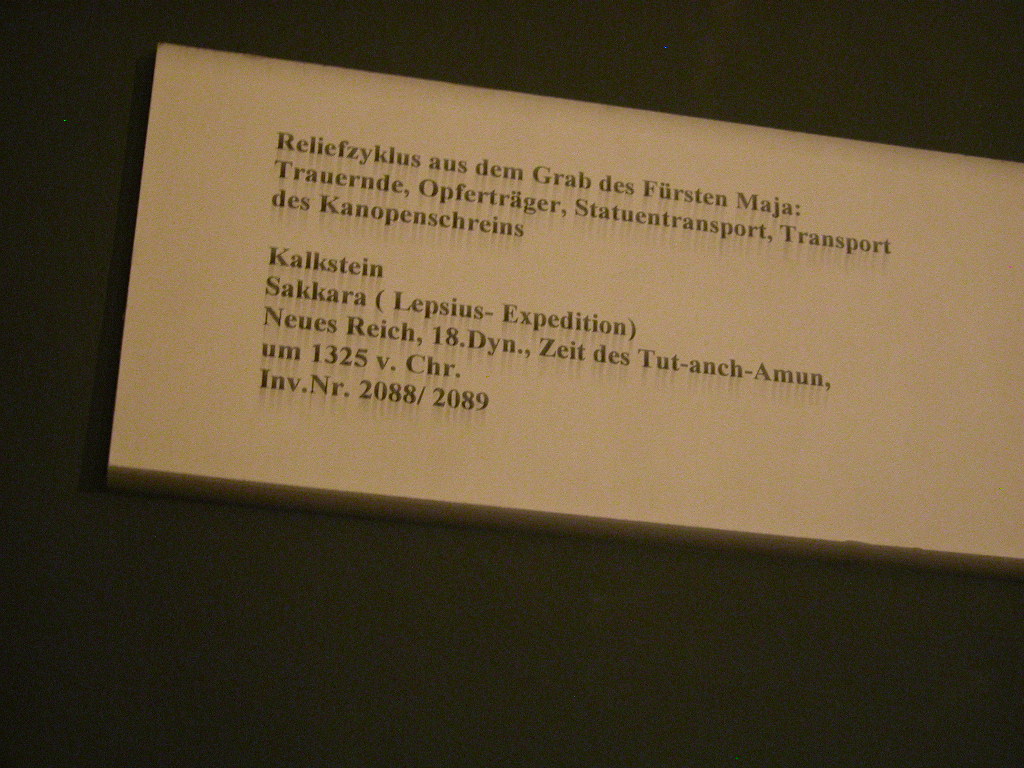 Reliefzyklus aus dem Grab des Fürsten Maja:
Trauernde, Opferträger, Statuentransport, Transport
des Kanopenschreins
Kalkstein
Sakkara ( Lepsius- Expedition)
Neues Reich, 18.Dyn., Zeit des Tut-anch-Amun,
um 1325 v. Chr.
Inv.Nr. 2088/ 2089